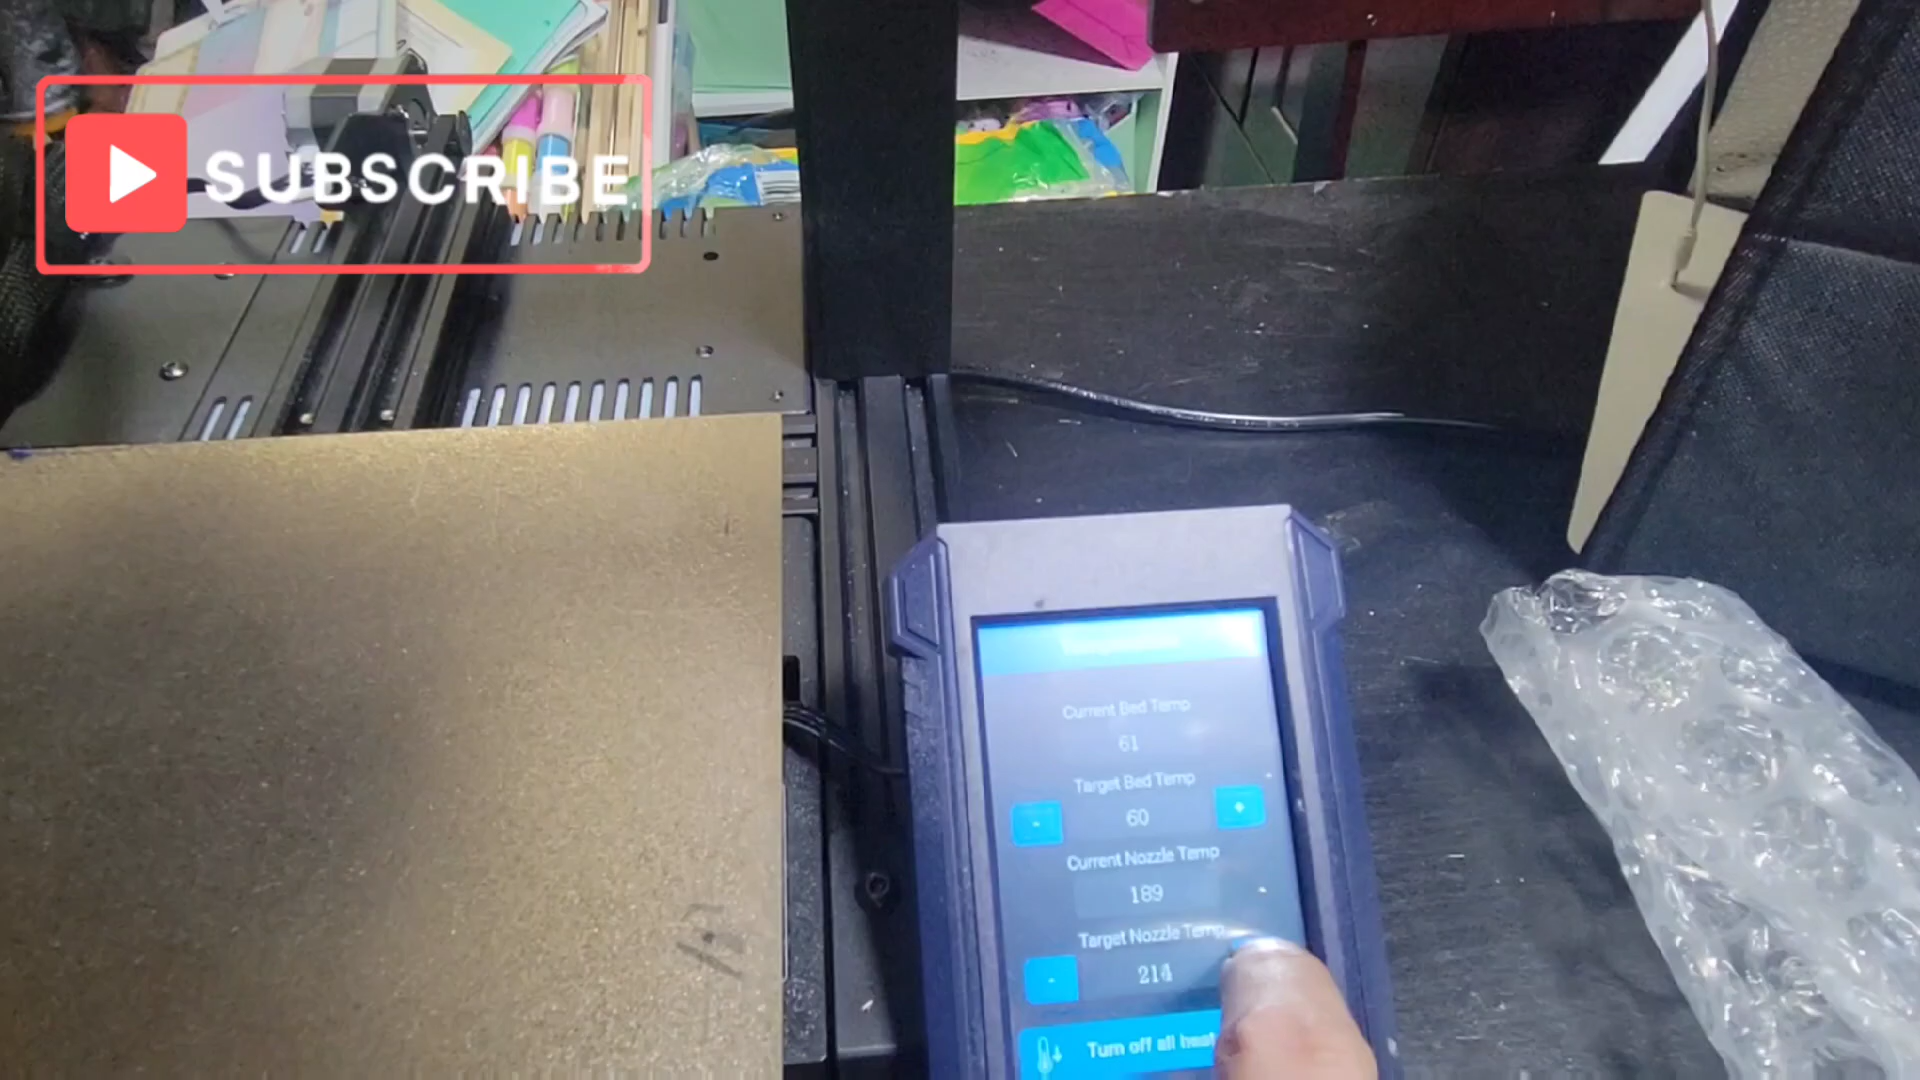 SUBSCRIBE
Current Bed Temp
61
Target Bed Temp
- 60 +
Current Nozzle Temp
189
Target Nozzle Temp
- 214
Turn off all heat